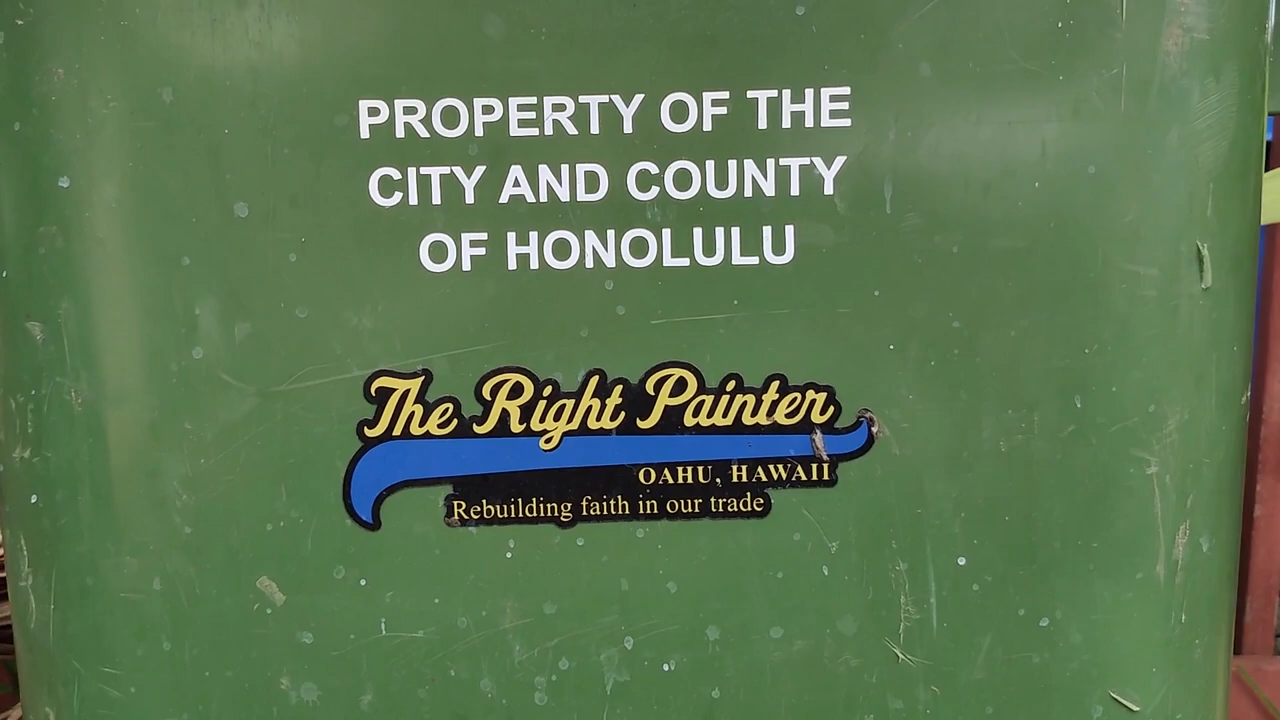 PROPERTY OF THE
CITY AND COUNTY
OF HONOLULU
The Right Painter
OAHU, HAWAII
Rebuilding faith in our trade